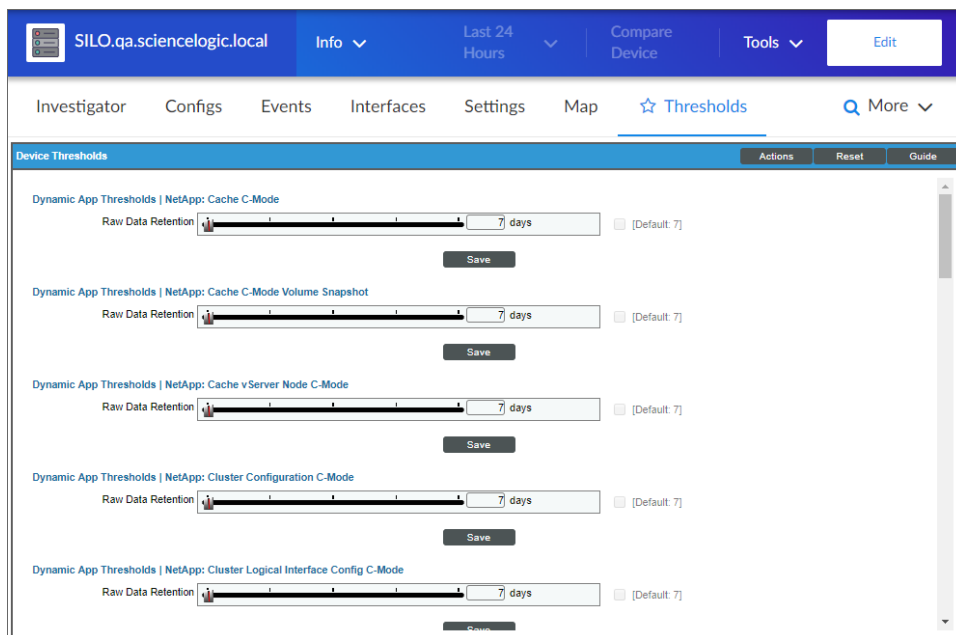 SILO.qa.sciencelogic.local Info Last 24 Hours Compare Device Tools Edit
Investigator Configs Events Interfaces Settings Map Thresholds More
Device Thresholds Actions Reset Guide
Dynamic App Thresholds | NetApp: Cache C-Mode
Raw Data Retention 7 days [Default: 7]
Save
Dynamic App Thresholds | NetApp: Cache C-Mode Volume Snapshot
Raw Data Retention 7 days [Default: 7]
Save
Dynamic App Thresholds | NetApp: Cache vServer Node C-Mode
Raw Data Retention 7 days [Default: 7]
Save
Dynamic App Thresholds | NetApp: Cluster Configuration C-Mode
Raw Data Retention 7 days [Default: 7]
Save
Dynamic App Thresholds | NetApp: Cluster Logical Interface Config C-Mode
Raw Data Retention 7 days [Default: 7]
Save